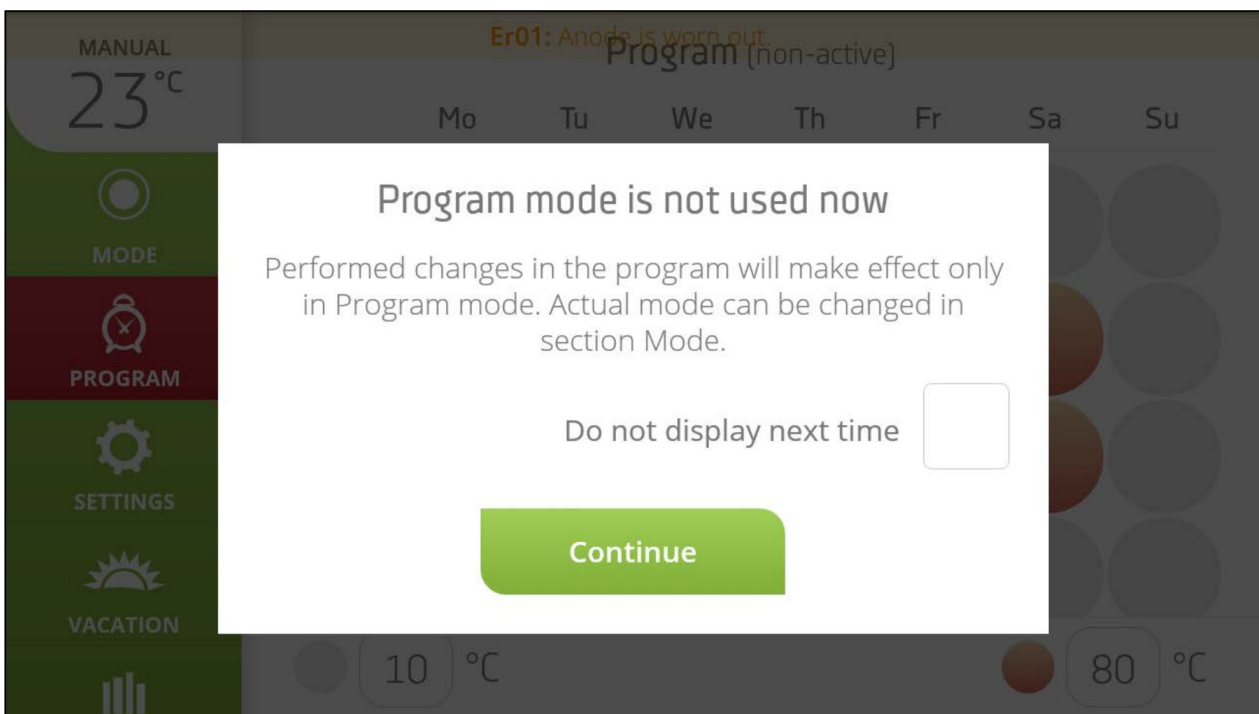 MANUAL
23 °C
Er01: Anode is worn out
Program (non-active)
Mo Tu We Th Fr Sa Su
MODE
PROGRAM
SETTINGS
VACATION
Program mode is not used now
Performed changes in the program will make effect only
in Program mode. Actual mode can be changed in
section Mode.
Do not display next time
Continue
10 °C
80 °C